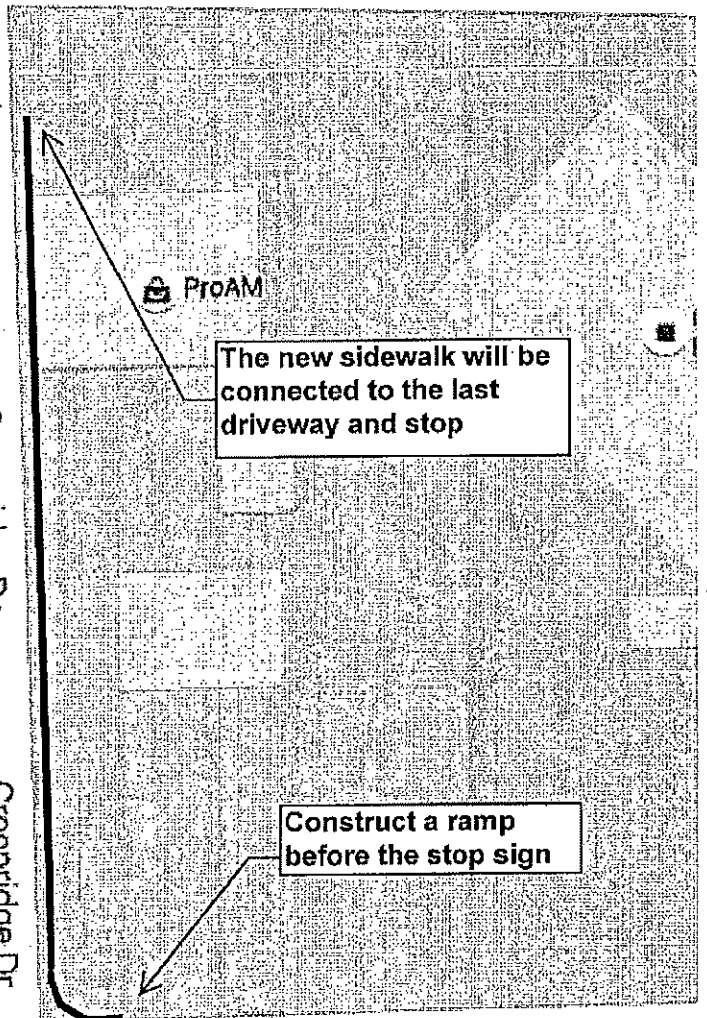 ProAM
The new sidewalk will be
connected to the last
driveway and stop
Construct a ramp
before the stop sign